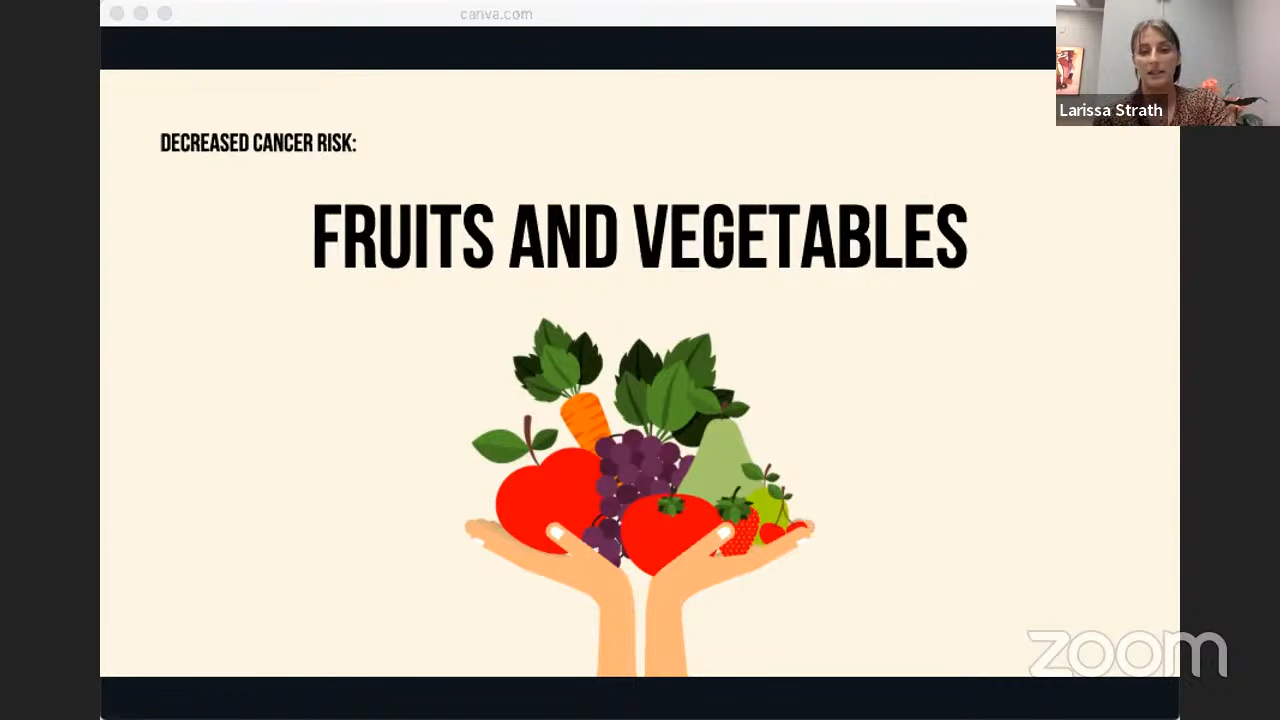 canva.com
Larissa Strath
DECREASED CANCER RISK:
FRUITS AND VEGETABLES
zoom